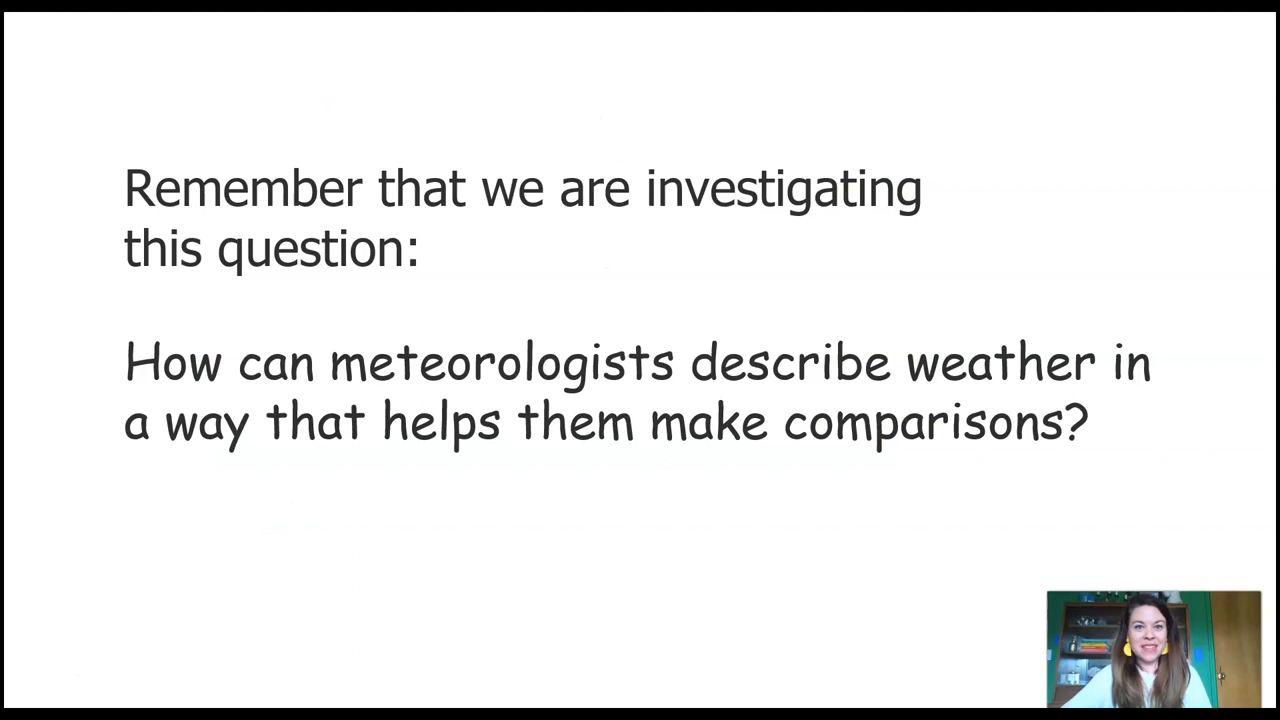 Remember that we are investigating
this question:
How can meteorologists describe weather in
a way that helps them make comparisons?